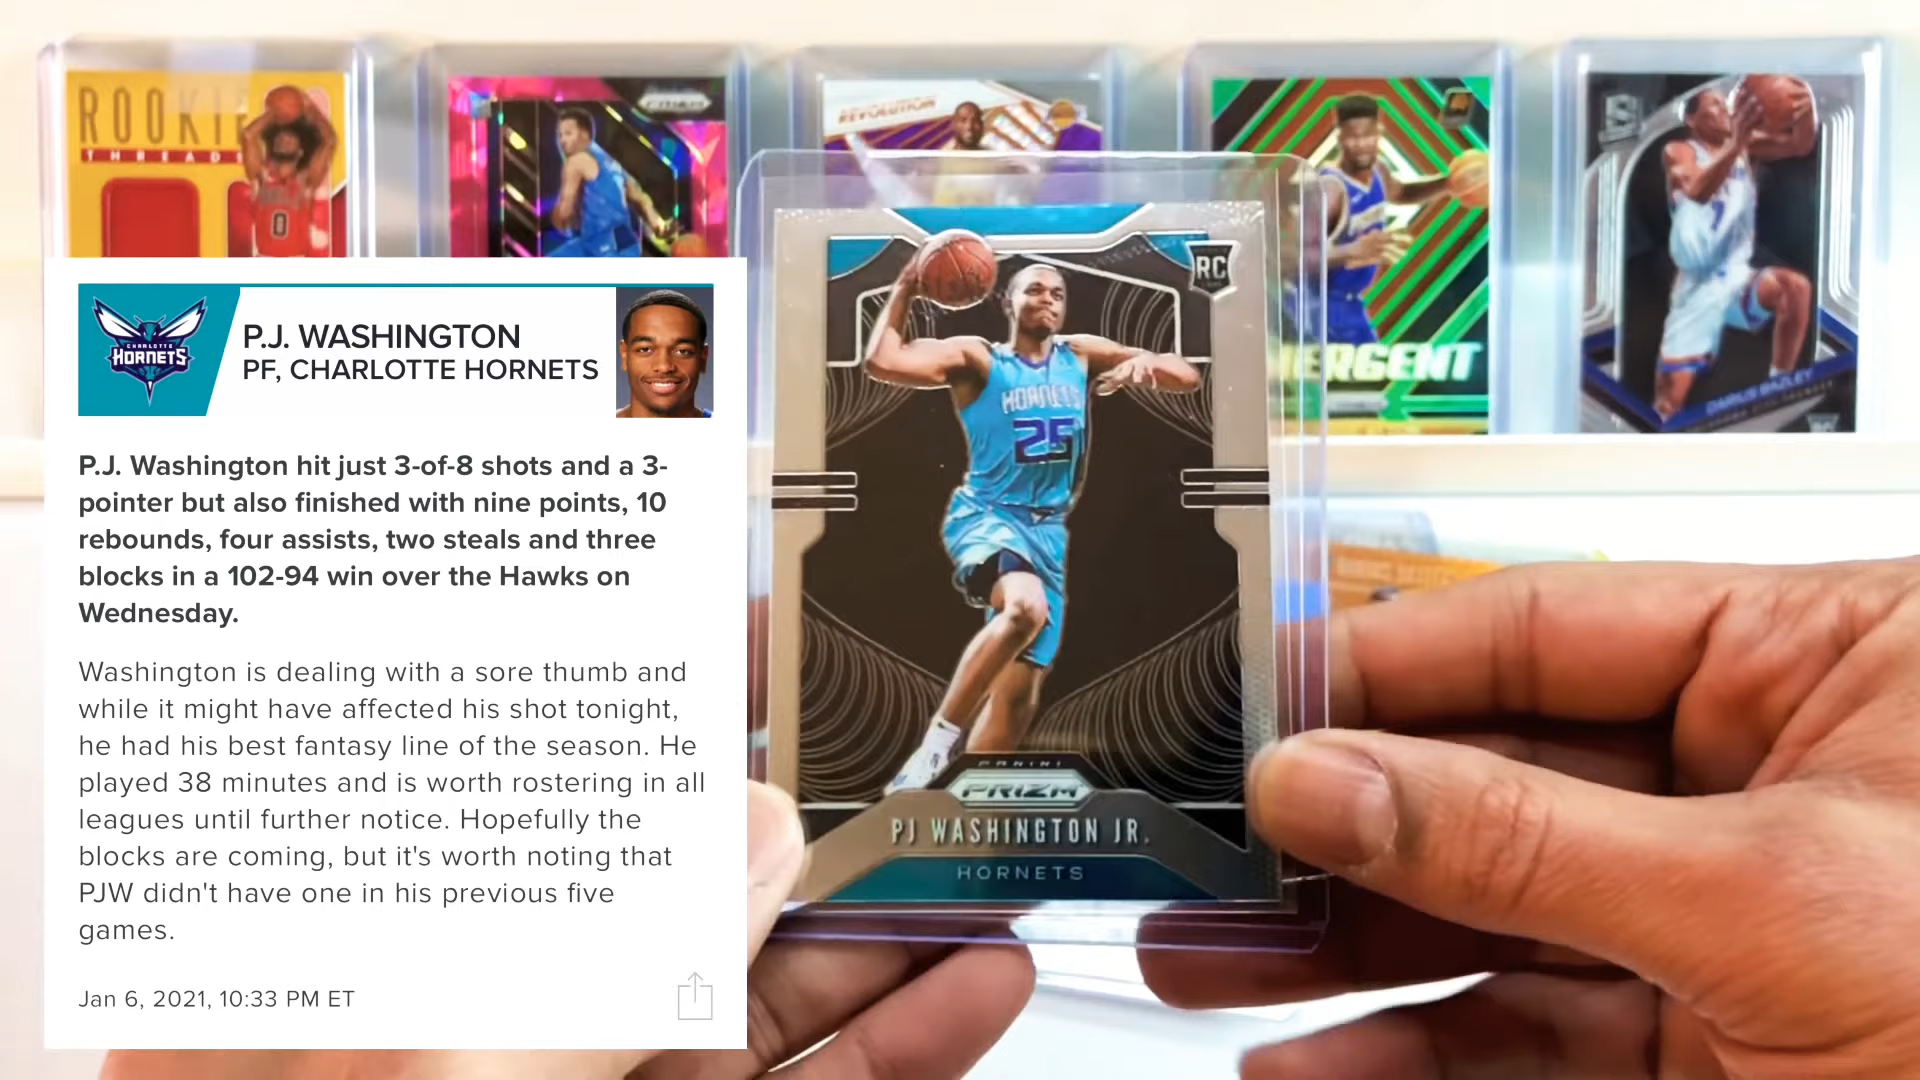 ROOKIE
THREADS
0
PRIZM
REVOLUTION
ERGENT
DARIUS BAZLEY
RC
HORNETS
25
PANINI
PRIZM
PJ WASHINGTON JR.
HORNETS
CHARLOTTE
HORNETS
P.J. WASHINGTON
PF, CHARLOTTE HORNETS
P.J. Washington hit just 3-of-8 shots and a 3-
pointer but also finished with nine points, 10
rebounds, four assists, two steals and three
blocks in a 102-94 win over the Hawks on
Wednesday.
Washington is dealing with a sore thumb and
while it might have affected his shot tonight,
he had his best fantasy line of the season. He
played 38 minutes and is worth rostering in all
leagues until further notice. Hopefully the
blocks are coming, but it's worth noting that
PJW didn't have one in his previous five
games.
Jan 6, 2021, 10:33 PM ET